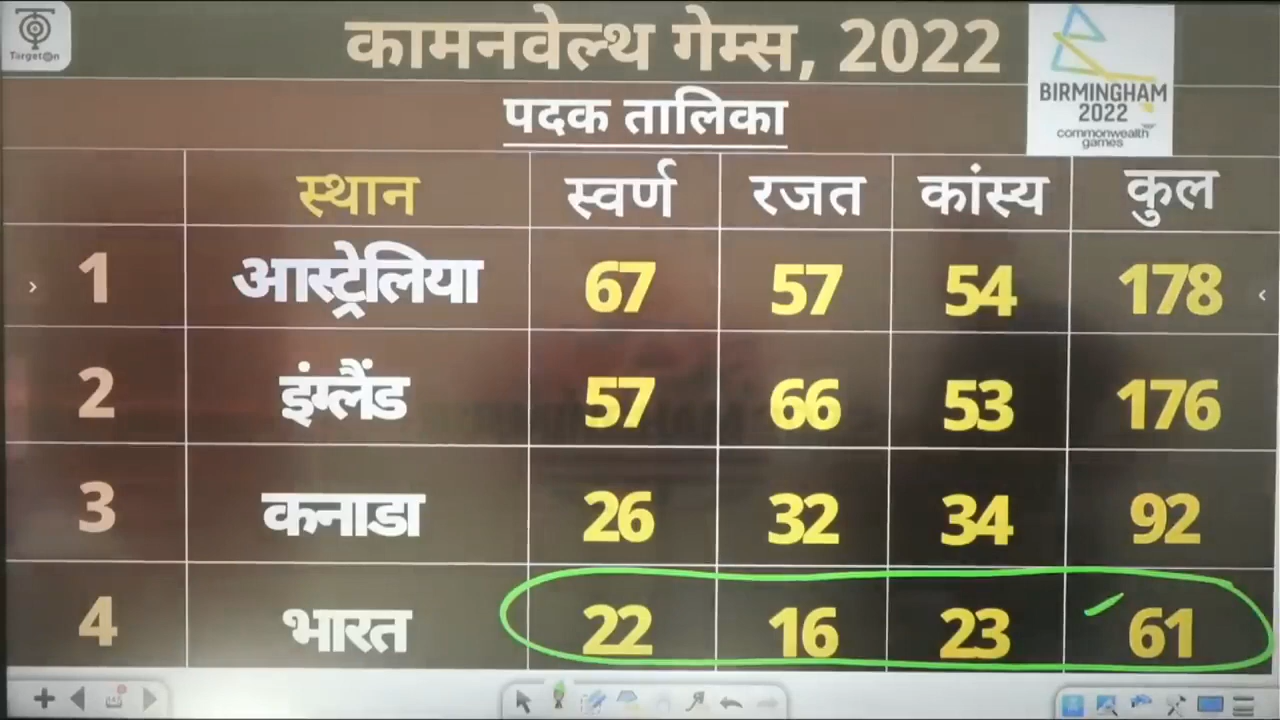 TargetOn
कामनवेल्थ गेम्स, 2022
BIRMINGHAM
2022
commonwealth
games
पदक तालिका
स्थान स्वर्ण रजत कांस्य कुल
1 आस्ट्रेलिया 67 57 54 178
2 इंग्लैंड 57 66 53 176
3 कनाडा 26 32 34 92
4 भारत 22 16 23 61